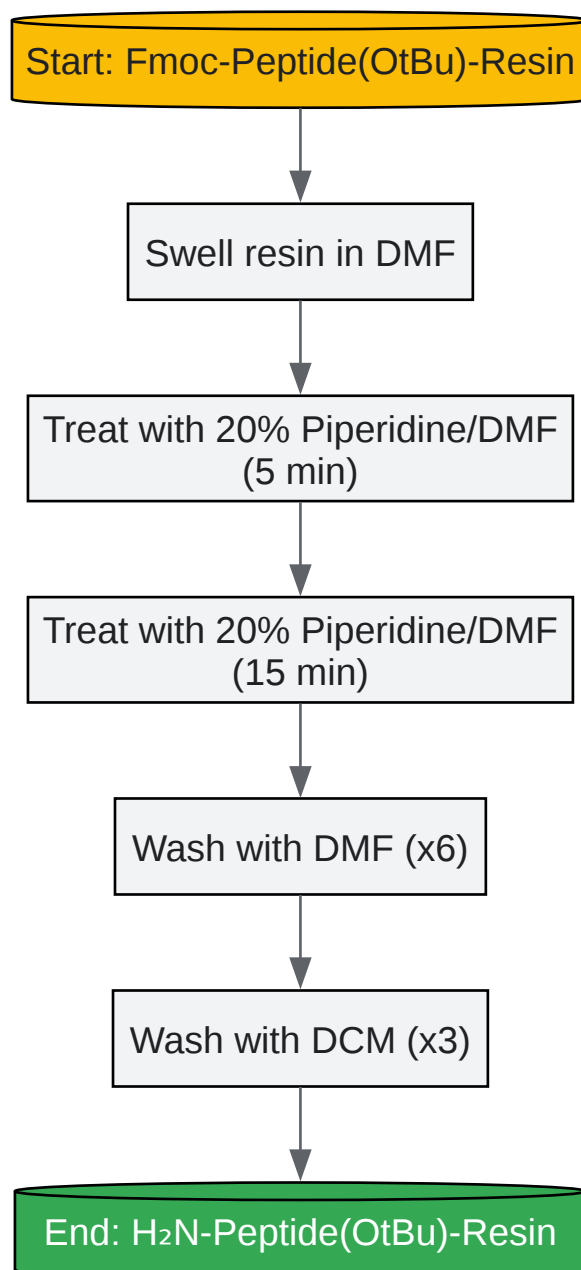 Start: Fmoc-Peptide(OtBu)-Resin
Swell resin in DMF
Treat with 20% Piperidine/DMF
(5 min)
Treat with 20% Piperidine/DMF
(15 min)
Wash with DMF (x6)
Wash with DCM (x3)
End: H₂N-Peptide(OtBu)-Resin